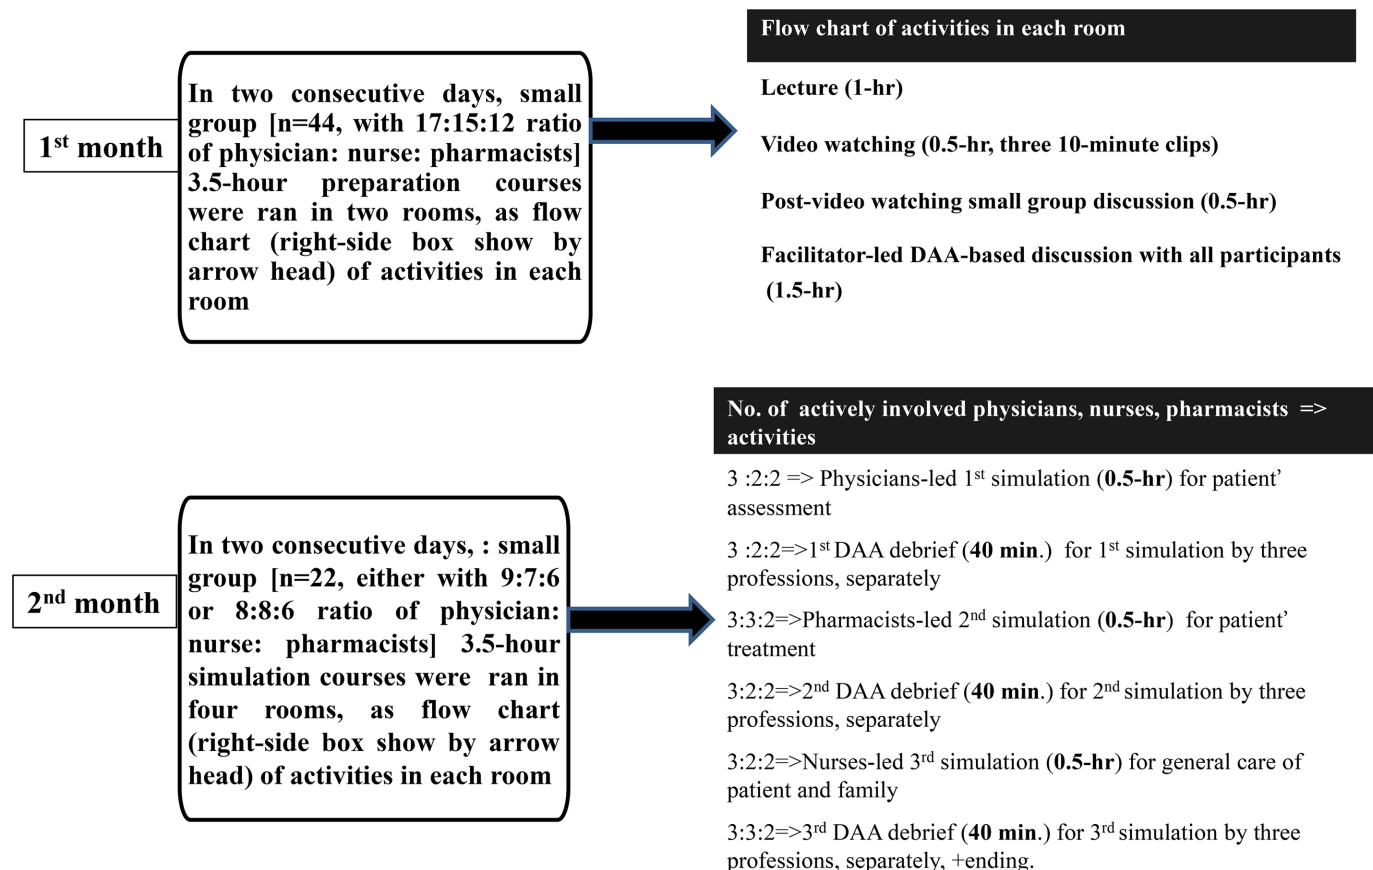 1st month
In two consecutive days, small
group [n=44, with 17:15:12 ratio
of physician: nurse: pharmacists]
3.5-hour preparation courses
were ran in two rooms, as flow
chart (right-side box show by
arrow head) of activities in each
room
Flow chart of activities in each room
Lecture (1-hr)
Video watching (0.5-hr, three 10-minute clips)
Post-video watching small group discussion (0.5-hr)
Facilitator-led DAA-based discussion with all participants
(1.5-hr)
2nd month
In two consecutive days, : small
group [n=22, either with 9:7:6
or 8:8:6 ratio of physician:
nurse: pharmacists] 3.5-hour
simulation courses were ran in
four rooms, as flow chart
(right-side box show by arrow
head) of activities in each room
No. of actively involved physicians, nurses, pharmacists =>
activities
3 :2:2 => Physicians-led 1st simulation (0.5-hr) for patient'
assessment
3 :2:2=>1st DAA debrief (40 min.) for 1st simulation by three
professions, separately
3:3:2=>Pharmacists-led 2nd simulation (0.5-hr) for patient'
treatment
3:2:2=>2nd DAA debrief (40 min.) for 2nd simulation by three
professions, separately
3:2:2=>Nurses-led 3rd simulation (0.5-hr) for general care of
patient and family
3:3:2=>3rd DAA debrief (40 min.) for 3rd simulation by three
professions, separately, +ending.